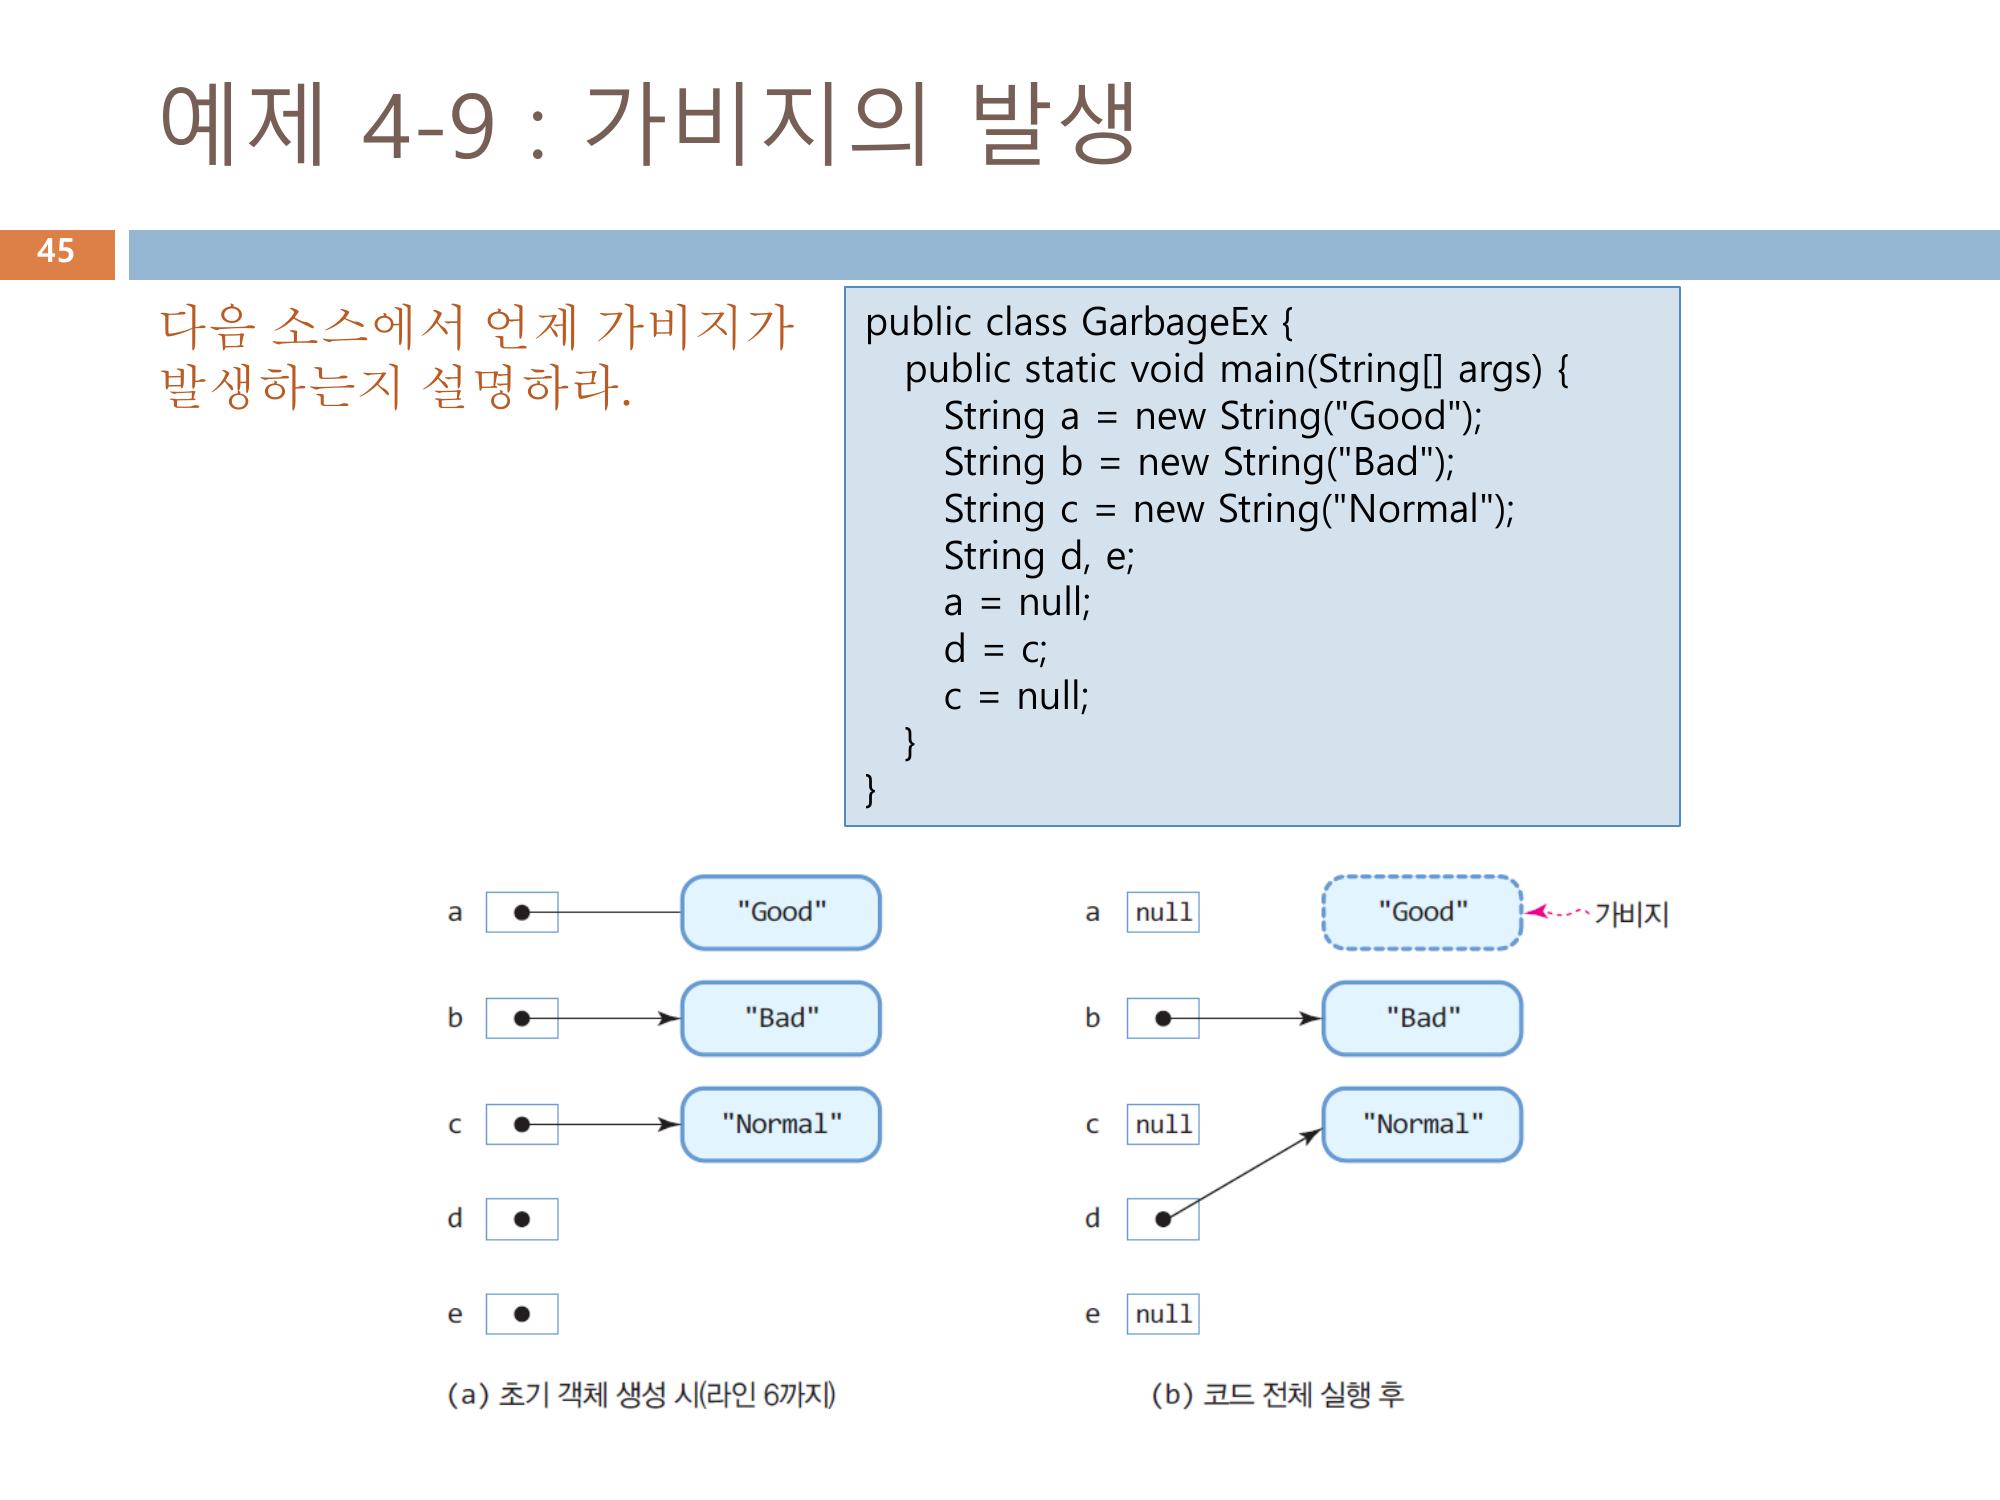 예제 4-9 : 가비지의 발생
45
다음 소스에서 언제 가비지가
발생하는지 설명하라.
public class GarbageEx {
public static void main(String[] args) {
String a = new String("Good");
String b = new String("Bad");
String c = new String("Normal");
String d, e;
a = null;
d = c;
c = null;
}
}
a "Good"
b "Bad"
c "Normal"
d
e
(a) 초기 객체 생성 시(라인 6까지)
a null "Good" 가비지
b "Bad"
c null "Normal"
d
e null
(b) 코드 전체 실행 후